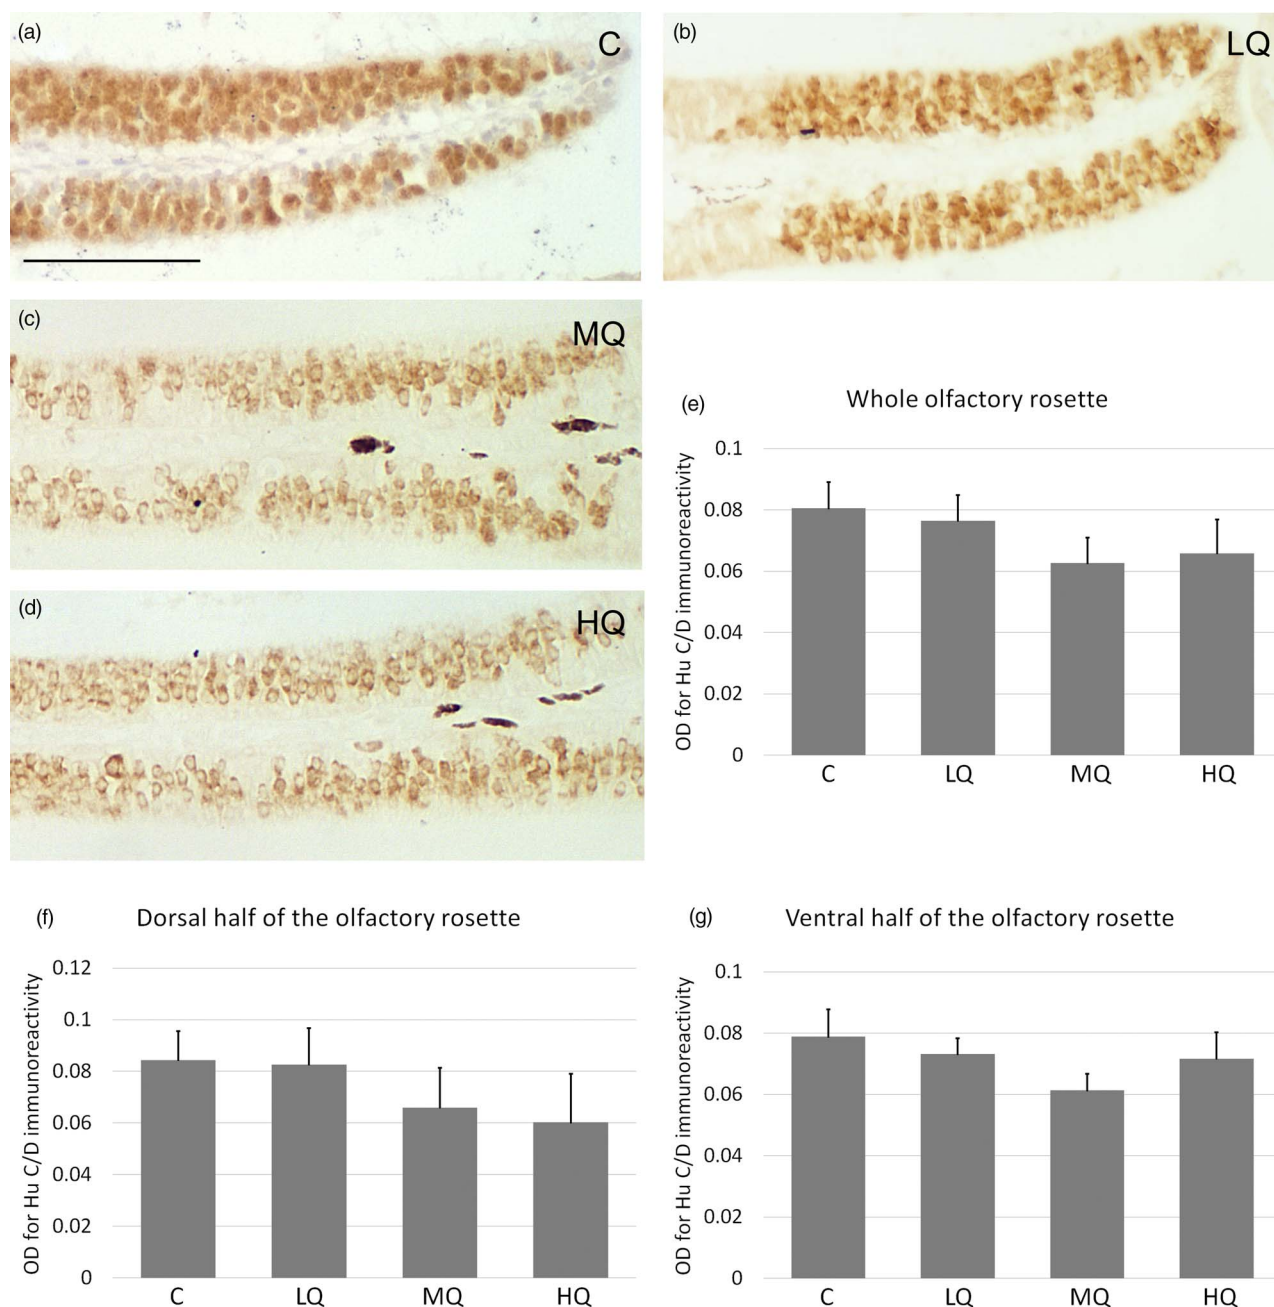 (a)
C
(b)
LQ
(c)
MQ
(d)
HQ
(e)
Whole olfactory rosette
OD for Hu C/D immunoreactivity
0.1
0.08
0.06
0.04
0.02
0
C LQ MQ HQ
(f)
Dorsal half of the olfactory rosette
OD for Hu C/D immunoreactivity
0.12
0.1
0.08
0.06
0.04
0.02
0
C LQ MQ HQ
(g)
Ventral half of the olfactory rosette
OD for Hu C/D immunoreactivity
0.1
0.08
0.06
0.04
0.02
0
C LQ MQ HQ